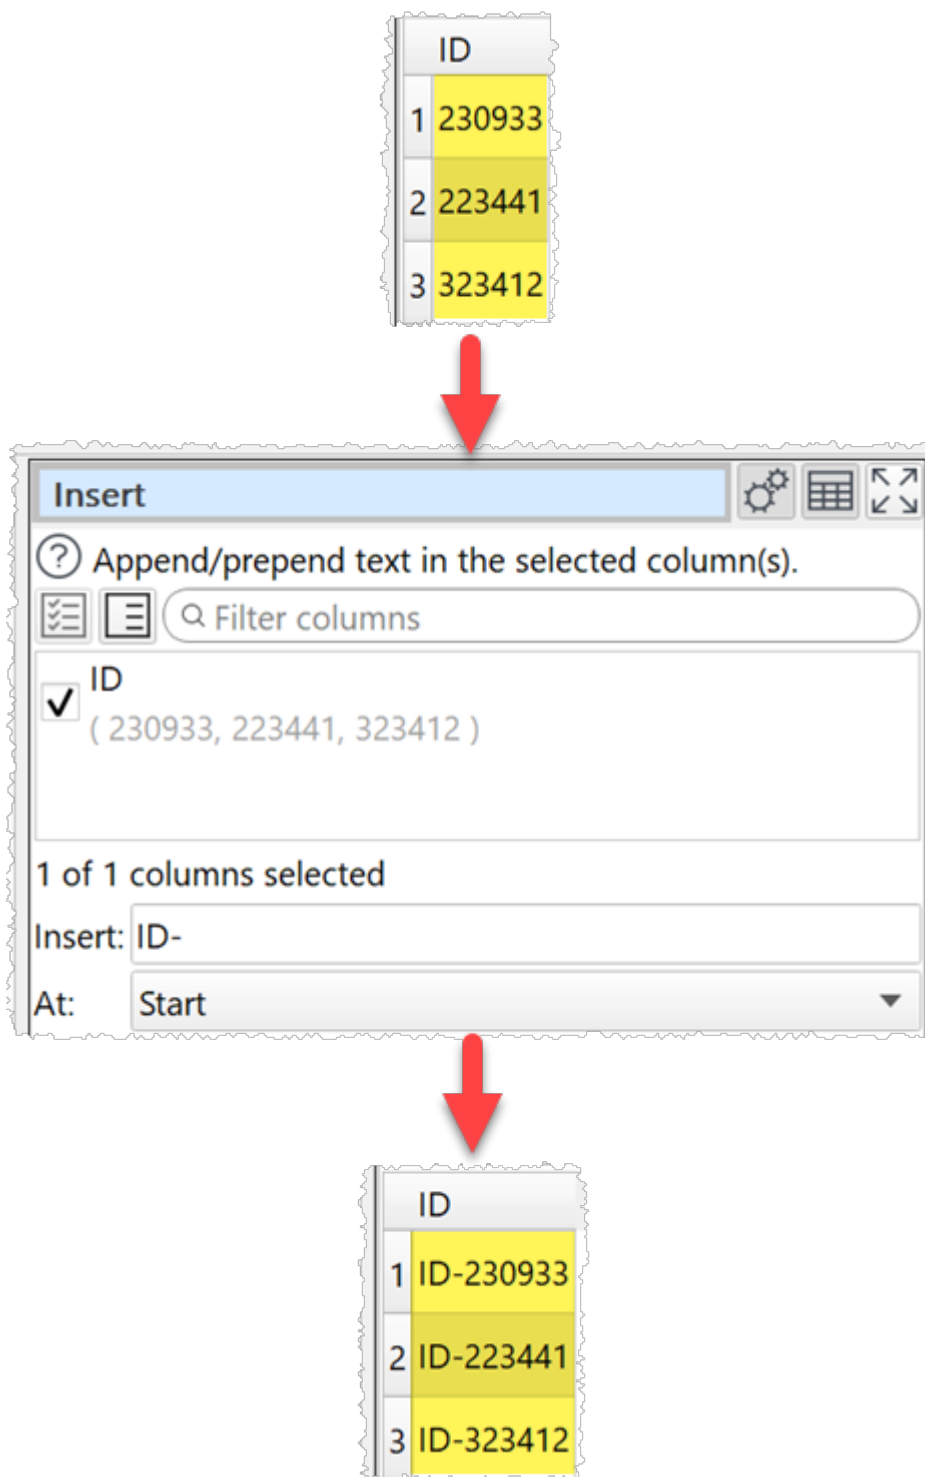 ID
1 230933
2 223441
3 323412
Insert
? Append/prepend text in the selected column(s).
Filter columns
ID
( 230933, 223441, 323412 )
1 of 1 columns selected
Insert: ID-
At: Start
ID
1 ID-230933
2 ID-223441
3 ID-323412